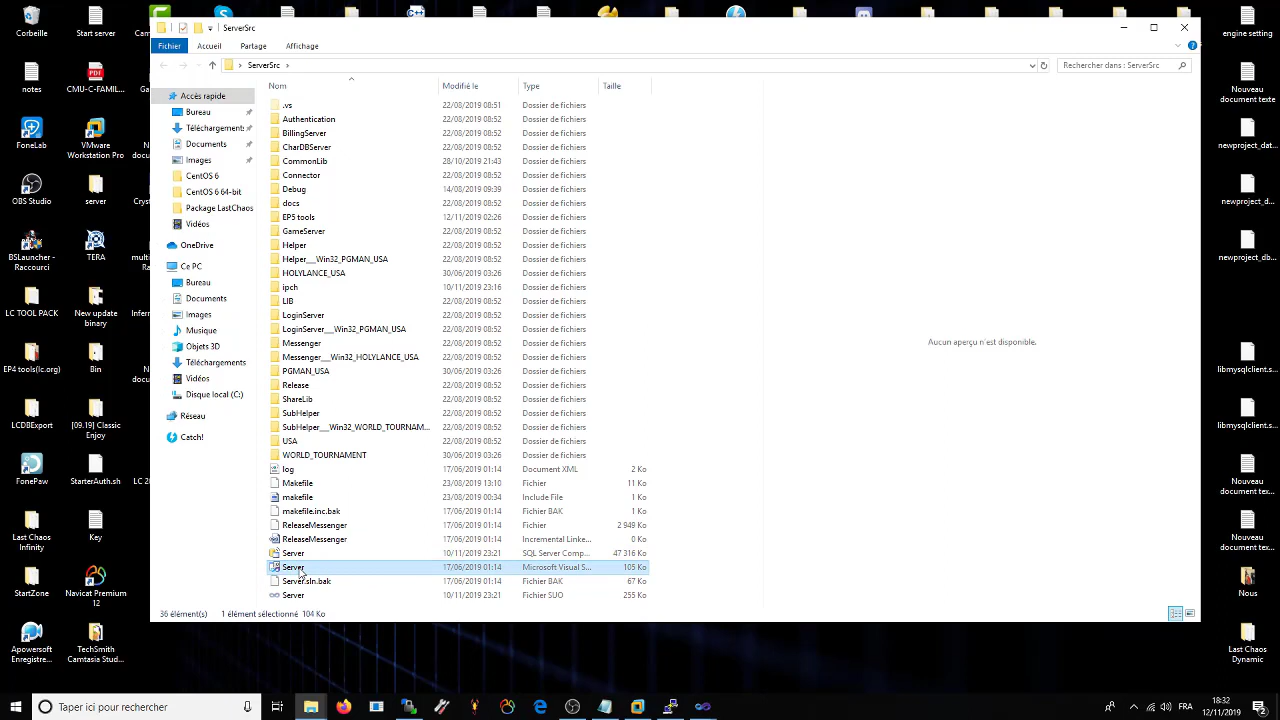 ServerSrc
Fichier Accueil Partage Affichage
ServerSrc
Rechercher dans : ServerSrc
Nom Modifié le Type Taille
Accès rapide
Bureau
Téléchargements
Documents
Images
CentOS 6
CentOS 6 64-bit
Package LastChaos
Vidéos
OneDrive
Ce PC
Bureau
Documents
Images
Musique
Objets 3D
Téléchargements
Vidéos
Disque local (C:)
Réseau
Catch!
.vs 22/08/2019 08:51 Dossier de fichiers
Authentication 22/08/2019 08:52 Dossier de fichiers
BillingServer 22/08/2019 08:52 Dossier de fichiers
CharDBServer 22/08/2019 08:52 Dossier de fichiers
CommonLib 28/10/2019 21:43 Dossier de fichiers
Connector 22/08/2019 08:52 Dossier de fichiers
Debug 14/08/2019 09:39 Dossier de fichiers
docs 22/08/2019 08:52 Dossier de fichiers
EP5 tools 12/11/2019 02:26 Dossier de fichiers
GameServer 22/08/2019 08:52 Dossier de fichiers
Helper 22/08/2019 08:52 Dossier de fichiers
Helper___Win32_PGMAN_USA 22/08/2019 08:52 Dossier de fichiers
HOLYLANCE_USA 30/06/2019 03:26 Dossier de fichiers
ipch 10/11/2019 23:16 Dossier de fichiers
LIB 22/08/2019 08:52 Dossier de fichiers
LoginServer 22/08/2019 08:52 Dossier de fichiers
LoginServer___Win32_PGMAN_USA 22/08/2019 08:52 Dossier de fichiers
Messenger 22/08/2019 08:52 Dossier de fichiers
Messenger___Win32_HOLYLANCE_USA 22/08/2019 08:52 Dossier de fichiers
PGMAN_USA 30/06/2019 03:26 Dossier de fichiers
Release 22/08/2019 08:52 Dossier de fichiers
ShareLib 22/08/2019 08:52 Dossier de fichiers
SubHelper 22/08/2019 08:52 Dossier de fichiers
SubHelper___Win32_WORLD_TOURNAM... 22/08/2019 08:52 Dossier de fichiers
USA 22/08/2019 08:52 Dossier de fichiers
WORLD_TOURNAMENT 30/06/2019 03:26 Dossier de fichiers
log 17/06/2019 01:14 Document XML 2 Ko
Makefile 23/08/2019 13:10 Fichier 11 Ko
makefile 23/08/2019 00:34 Include File 1 Ko
makefile.inc.bak 17/06/2019 01:14 Fichier BAK 1 Ko
ReleaseMessenger 17/06/2019 01:14 Fichier 2 949 Ko
ReleaseMessenger 17/06/2019 01:14 Incremental Linke... 0 Ko
Server 10/11/2019 23:21 SQL Server Comp... 47 316 Ko
Server 17/06/2019 01:14 Microsoft Visual S... 105 Ko
Server.sln.bak 17/06/2019 01:14 Fichier BAK 67 Ko
Server 10/11/2019 23:21 Fichier SUO 255 Ko
Aucun aperçu n'est disponible.
36 élément(s) 1 élément sélectionné 104 Ko
Corbeille
Start server
notes
CMU-C-FAMIL...
FoneLab
VMware Workstation Pro
OBS Studio
server
BSLauncher - Raccourci
TERA
LC TOOL PACK
New update binary
EP4 tools(lc.org)
Bin
LCDBExport
[09.19] Classic Enjoy
FonePaw
StarterAuth.sh
Last Chaos Infinity
Key
StartZone
Navicat Premium 12
Apowersoft Enregistre...
TechSmith Camtasia Stud...
engine setting
Nouveau document texte
newproject_dat...
newproject_d...
newproject_db...
libmysqlclient.s...
libmysqlclient.s...
Nouveau document tex...
Nouveau document tex...
Nous
Last Chaos Dynamic
Taper ici pour rechercher
FRA
18:32
12/11/2019
2